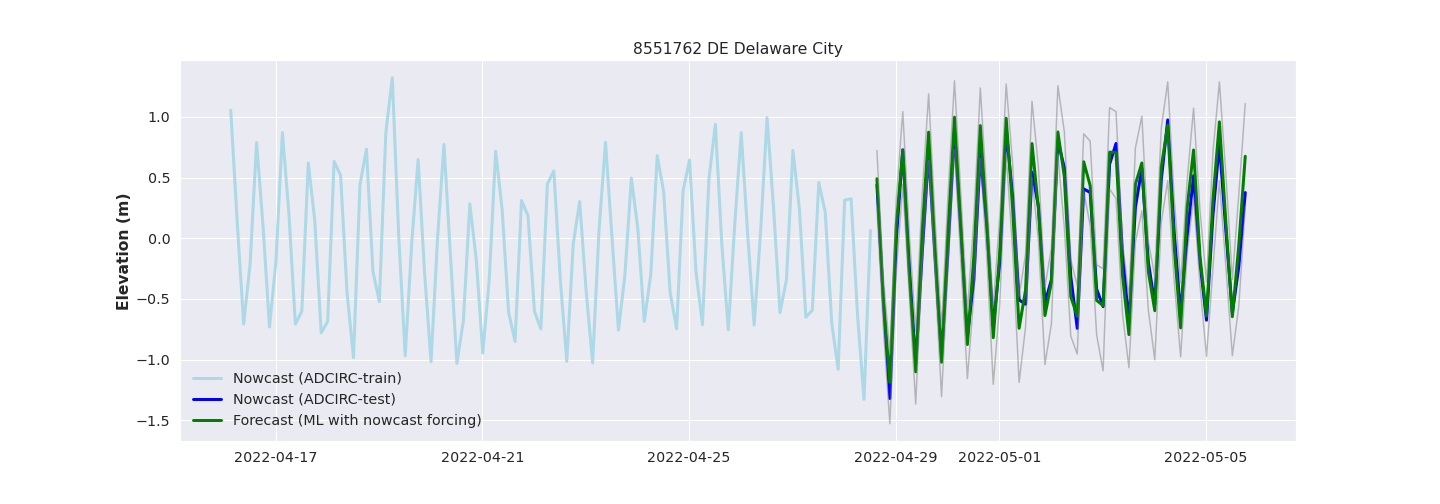 8551762 DE Delaware City
Elevation (m)
1.0
0.5
0.0
−0.5
−1.0
−1.5
Nowcast (ADCIRC-train)
Nowcast (ADCIRC-test)
Forecast (ML with nowcast forcing)
2022-04-17 2022-04-21 2022-04-25 2022-04-29 2022-05-01 2022-05-05